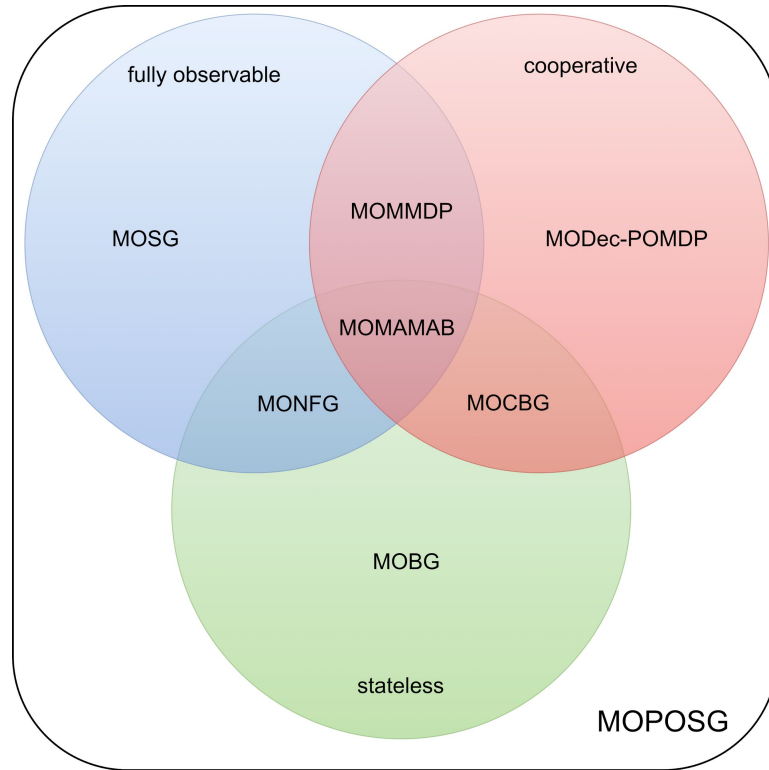 fully observable
cooperative
MOMMDP
MOSG
MODec-POMDP
MOMAMAB
MONFG
MOCBG
MOBG
stateless
MOPOSG